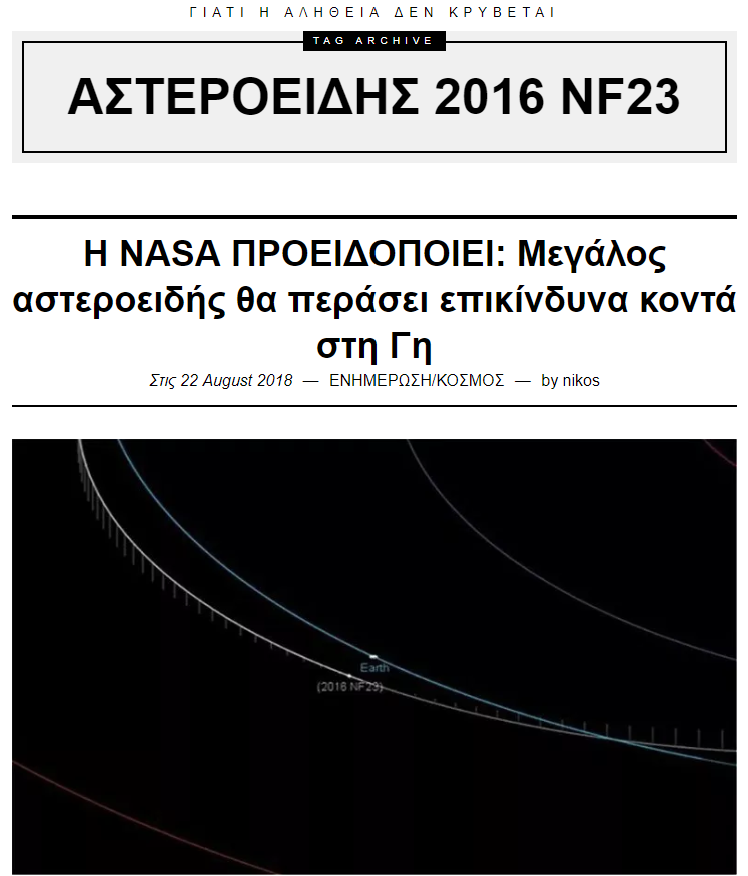 ΓΙΑΤΙ Η ΑΛΗΘΕΙΑ ΔΕΝ ΚΡΥΒΕΤΑΙ
TAG ARCHIVE
ΑΣΤΕΡΟΕΙΔΗΣ 2016 NF23
Η NASA ΠΡΟΕΙΔΟΠΟΙΕΙ: Μεγάλος
αστεροειδής θα περάσει επικίνδυνα κοντά
στη Γη
Στις 22 August 2018 — ΕΝΗΜΕΡΩΣΗ/ΚΟΣΜΟΣ — by nikos
Earth
(2016 NF23)